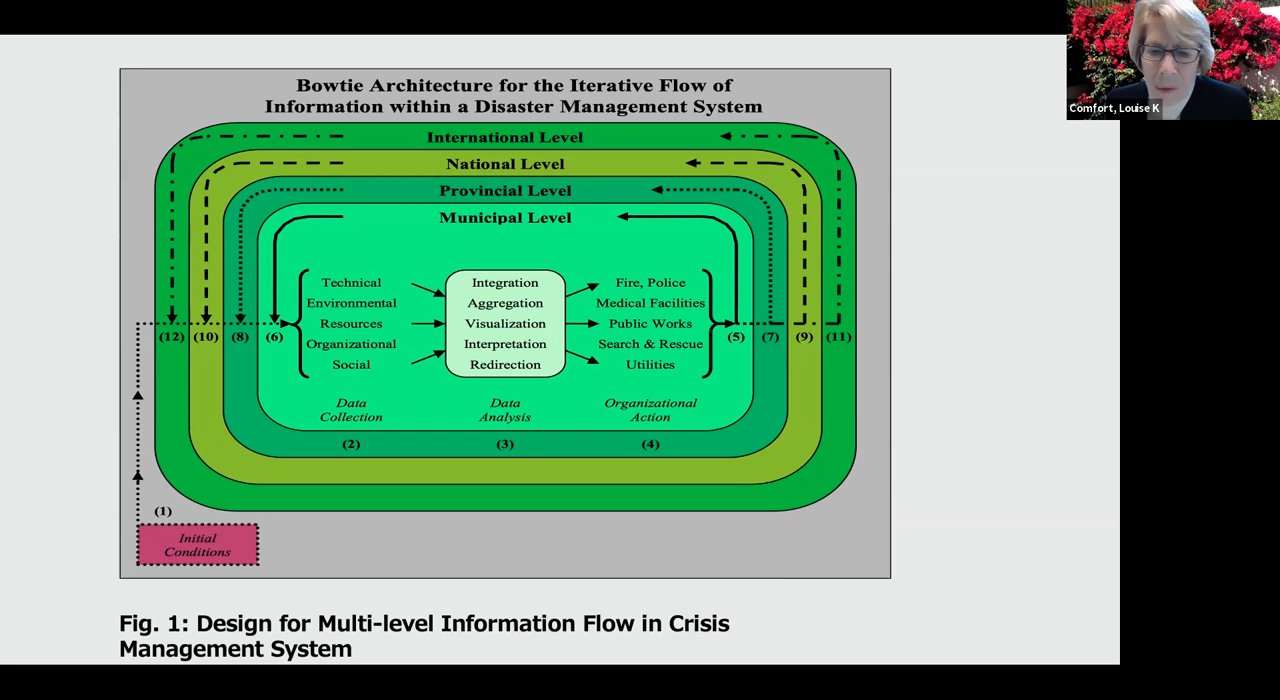 Comfort, Louise K
Bowtie Architecture for the Iterative Flow of
Information within a Disaster Management System
International Level
National Level
Provincial Level
Municipal Level
Technical
Environmental
Resources
Organizational
Social
Integration
Aggregation
Visualization
Interpretation
Redirection
Fire, Police
Medical Facilities
Public Works
Search & Rescue
Utilities
(12) (10) (8) (6) (5) (7) (9) (11)
Data
Collection
Data
Analysis
Organizational
Action
(2) (3) (4)
(1)
Initial
Conditions
Fig. 1: Design for Multi-level Information Flow in Crisis
Management System